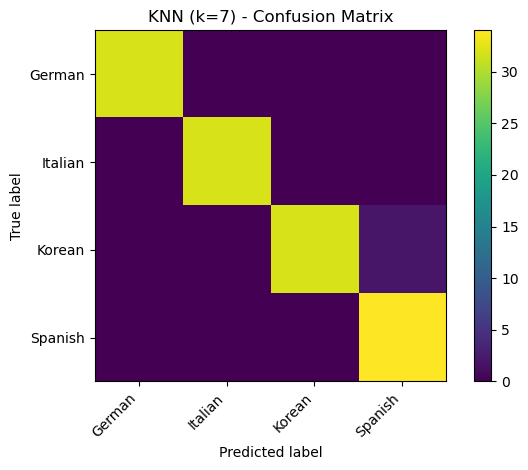 KNN (k=7) - Confusion Matrix
True label
German
Italian
Korean
Spanish
German
Italian
Korean
Spanish
Predicted label
30
25
20
15
10
5
0